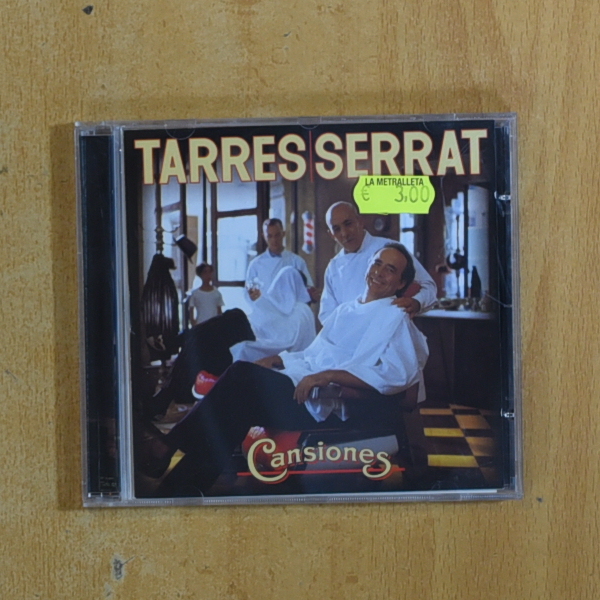 TARRES SERRAT
LA METRALLETA
€ 3,00
Cansiones